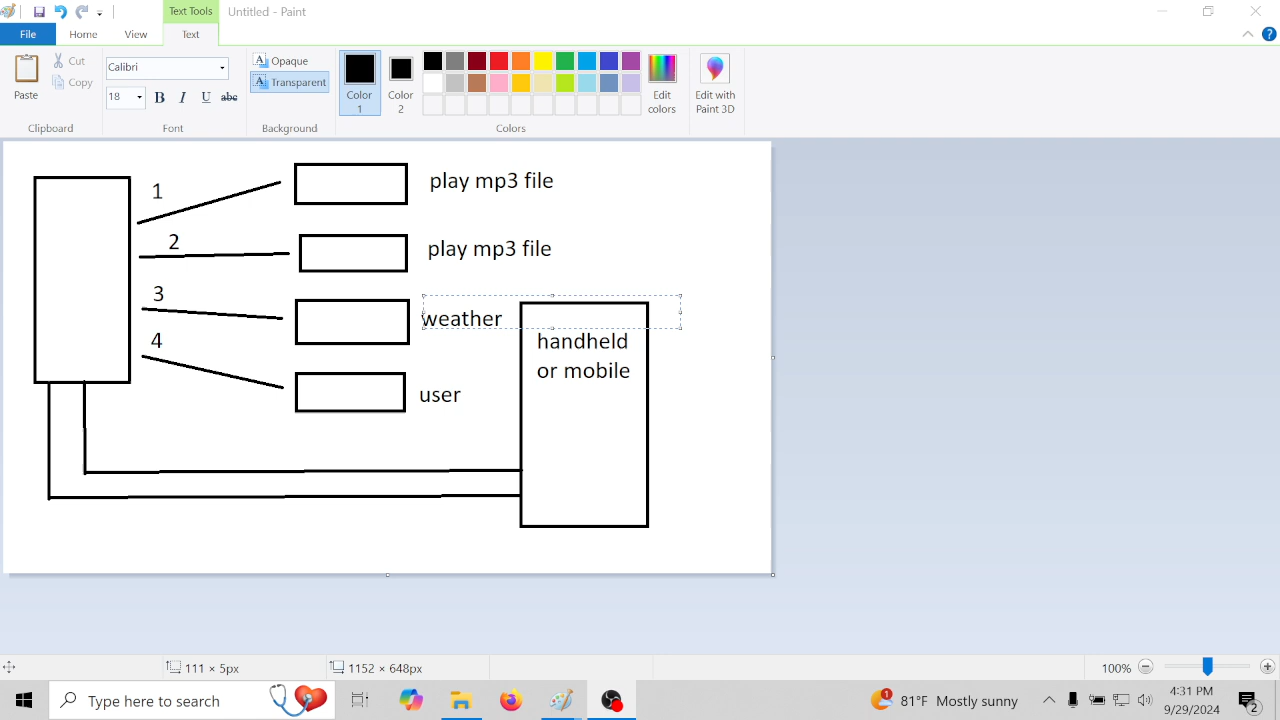 Text Tools
Untitled - Paint
File
Home
View
Text
Paste
Cut
Copy
Clipboard
Calibri
18
B
I
U
abc
Font
A Opaque
A Transparent
Background
Color
1
Color
2
Edit
colors
Colors
Edit with
Paint 3D
1
play mp3 file
2
play mp3 file
3
weather
handheld
or mobile
4
user
111 × 5px
1152 × 648px
100%
Type here to search
1
81°F Mostly sunny
4:31 PM
9/29/2024
2